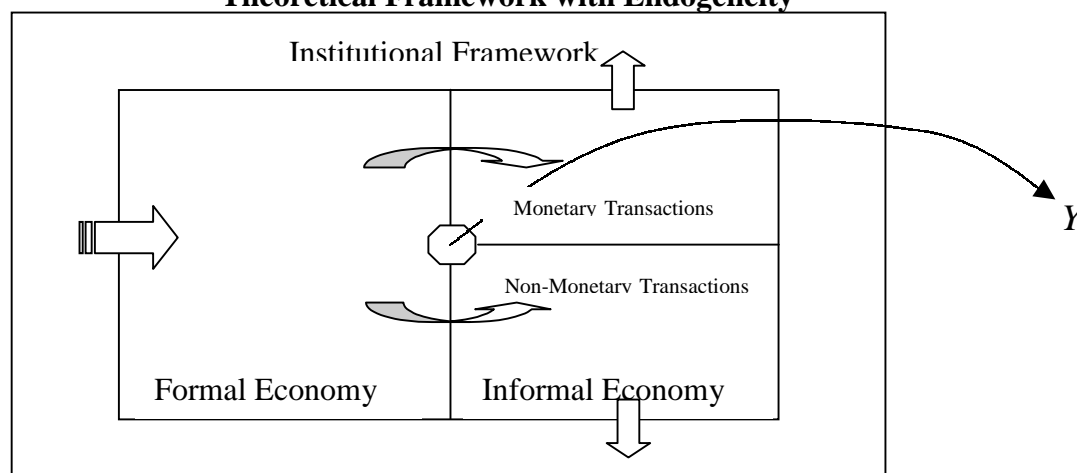 Theoretical Framework with Endogeneity
Institutional Framework
Monetary Transactions
Y
Non-Monetary Transactions
Formal Economy
Informal Economy